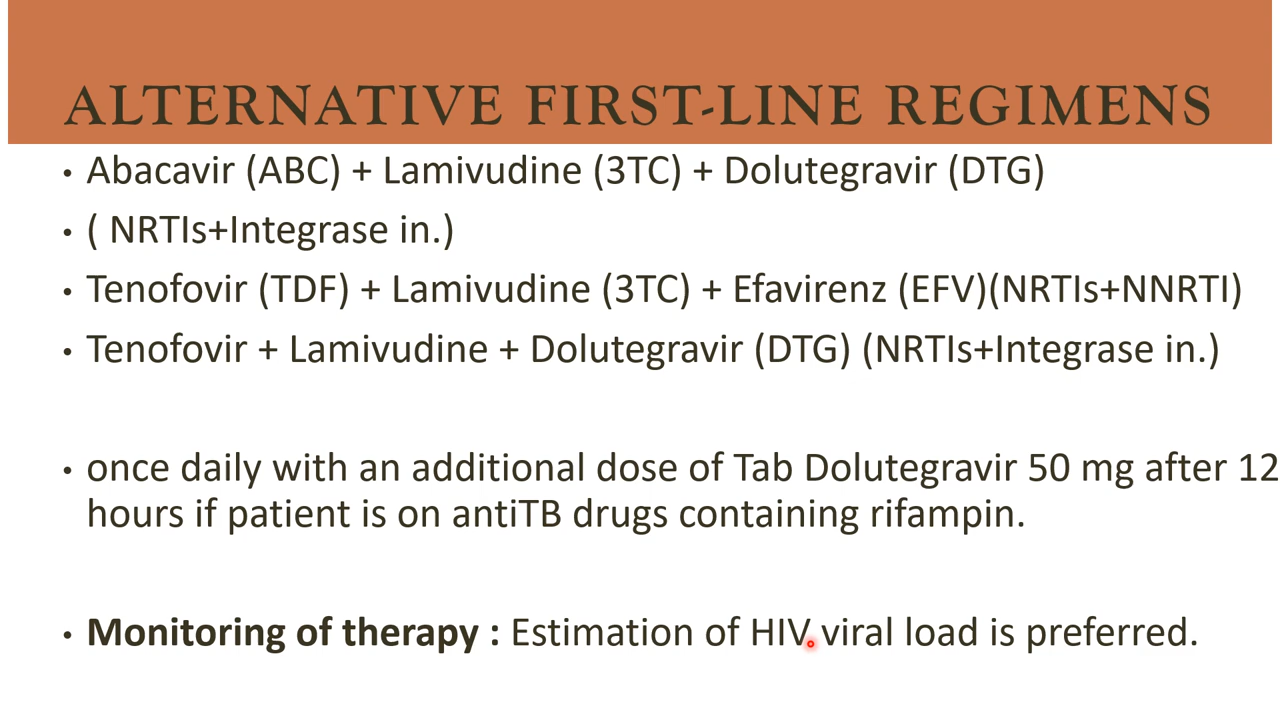 ALTERNATIVE FIRST-LINE REGIMENS
• Abacavir (ABC) + Lamivudine (3TC) + Dolutegravir (DTG)
• ( NRTIs+Integrase in.)
• Tenofovir (TDF) + Lamivudine (3TC) + Efavirenz (EFV)(NRTIs+NNRTI)
• Tenofovir + Lamivudine + Dolutegravir (DTG) (NRTIs+Integrase in.)
• once daily with an additional dose of Tab Dolutegravir 50 mg after 12
hours if patient is on antiTB drugs containing rifampin.
• Monitoring of therapy : Estimation of HIV viral load is preferred.